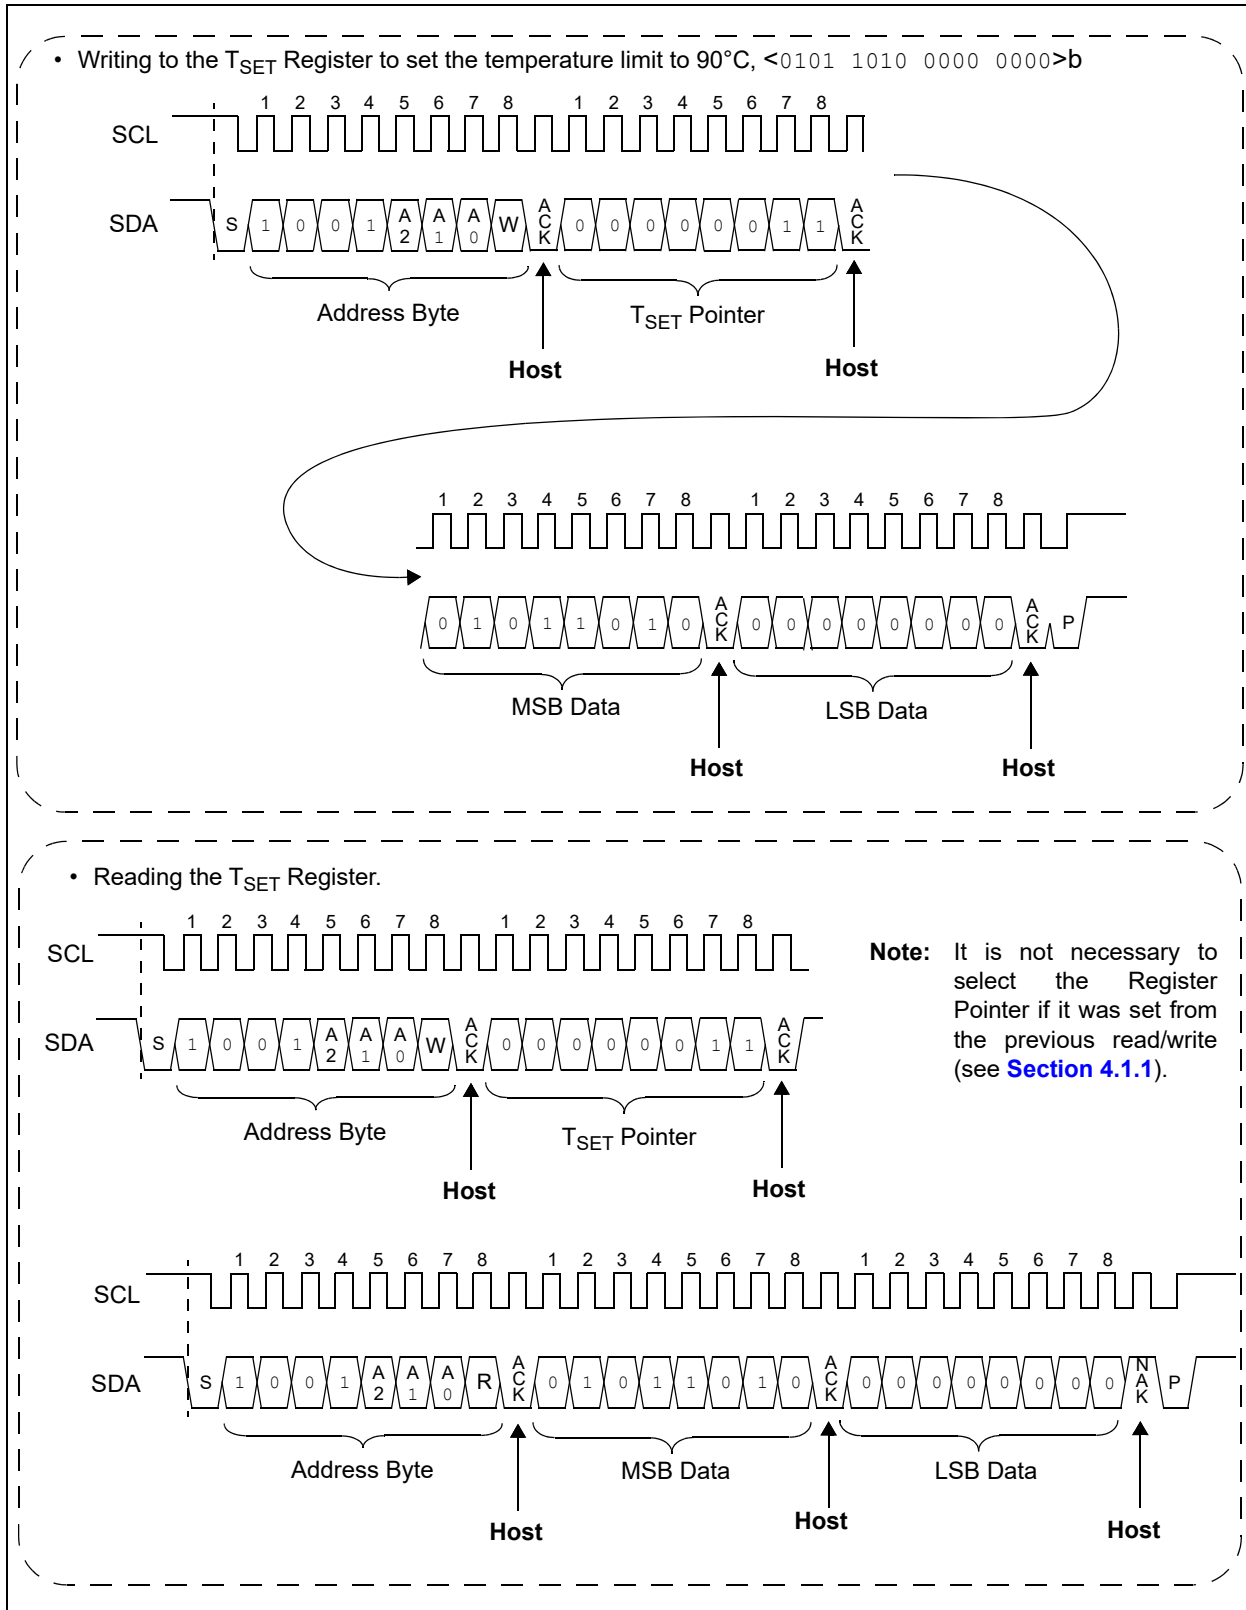 • Writing to the TSET Register to set the temperature limit to 90°C, <0101 1010 0000 0000>b
1 2 3 4 5 6 7 8 1 2 3 4 5 6 7 8
SCL
SDA S 1 0 0 1 A2 A1 A0 W ACK 0 0 0 0 0 0 1 1 ACK
Address Byte TSET Pointer
Host Host
1 2 3 4 5 6 7 8 1 2 3 4 5 6 7 8
0 1 0 1 1 0 1 0 ACK 0 0 0 0 0 0 0 0 ACK P
MSB Data LSB Data
Host Host
• Reading the TSET Register.
1 2 3 4 5 6 7 8 1 2 3 4 5 6 7 8
SCL
SDA S 1 0 0 1 A2 A1 A0 W ACK 0 0 0 0 0 0 1 1 ACK
Address Byte TSET Pointer
Host Host
Note: It is not necessary to
select the Register
Pointer if it was set from
the previous read/write
(see Section 4.1.1).
1 2 3 4 5 6 7 8 1 2 3 4 5 6 7 8 1 2 3 4 5 6 7 8
SCL
SDA S 1 0 0 1 A2 A1 A0 R ACK 0 1 0 1 1 0 1 0 ACK 0 0 0 0 0 0 0 0 NAK P
Address Byte MSB Data LSB Data
Host Host Host